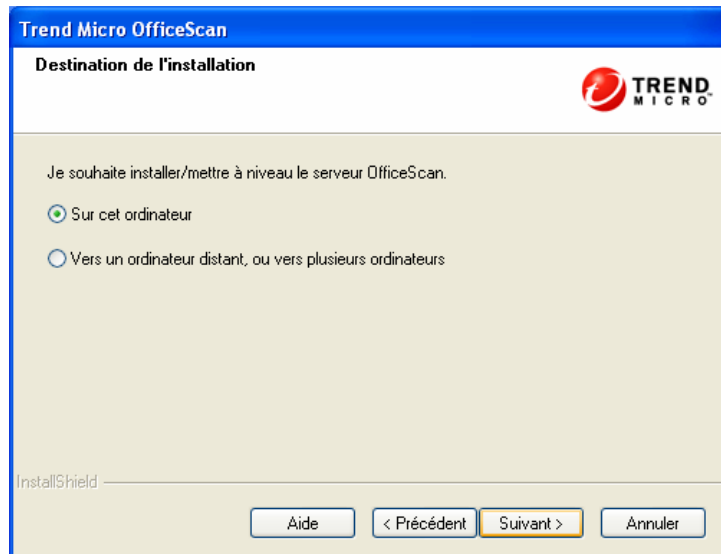 Trend Micro OfficeScan
Destination de l'installation
TREND
MICRO
Je souhaite installer/mettre à niveau le serveur OfficeScan.
Sur cet ordinateur
Vers un ordinateur distant, ou vers plusieurs ordinateurs
InstallShield
Aide
< Précédent
Suivant >
Annuler